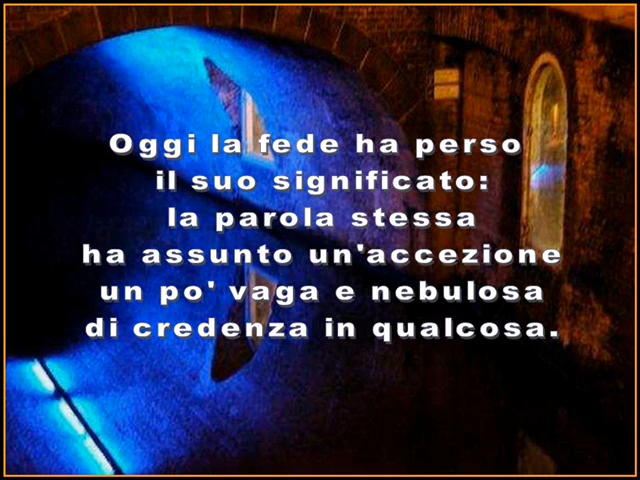 Oggi la fede ha perso
il suo significato:
la parola stessa
ha assunto un'accezione
un po' vaga e nebulosa
di credenza in qualcosa.